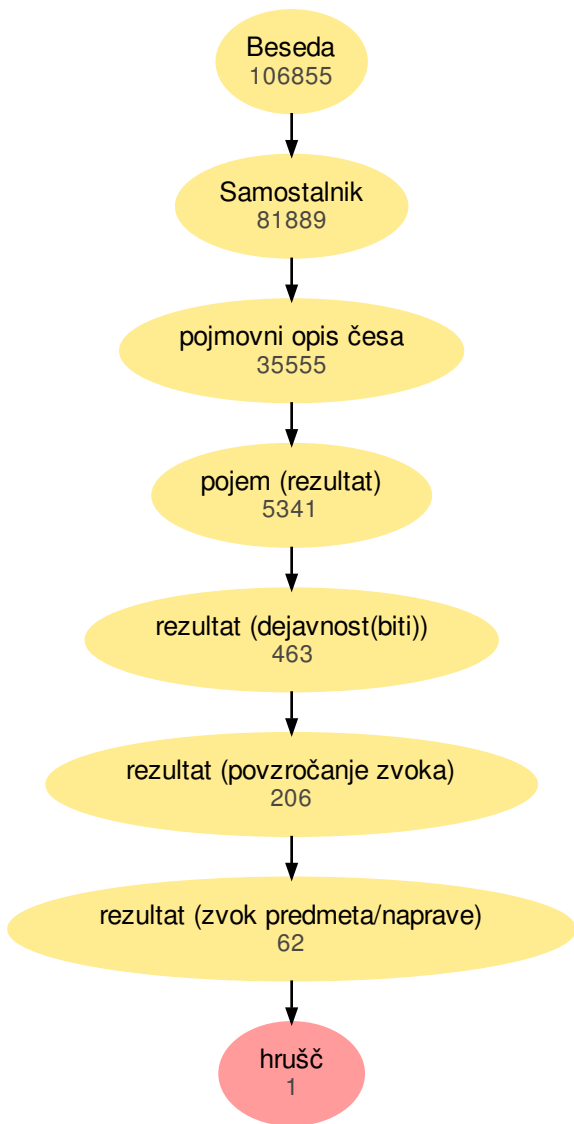 Beseda
106855
Samostalnik
81889
pojmovni opis česa
35555
pojem (rezultat)
5341
rezultat (dejavnost(biti))
463
rezultat (povzročanje zvoka)
206
rezultat (zvok predmeta/naprave)
62
hrušč
1